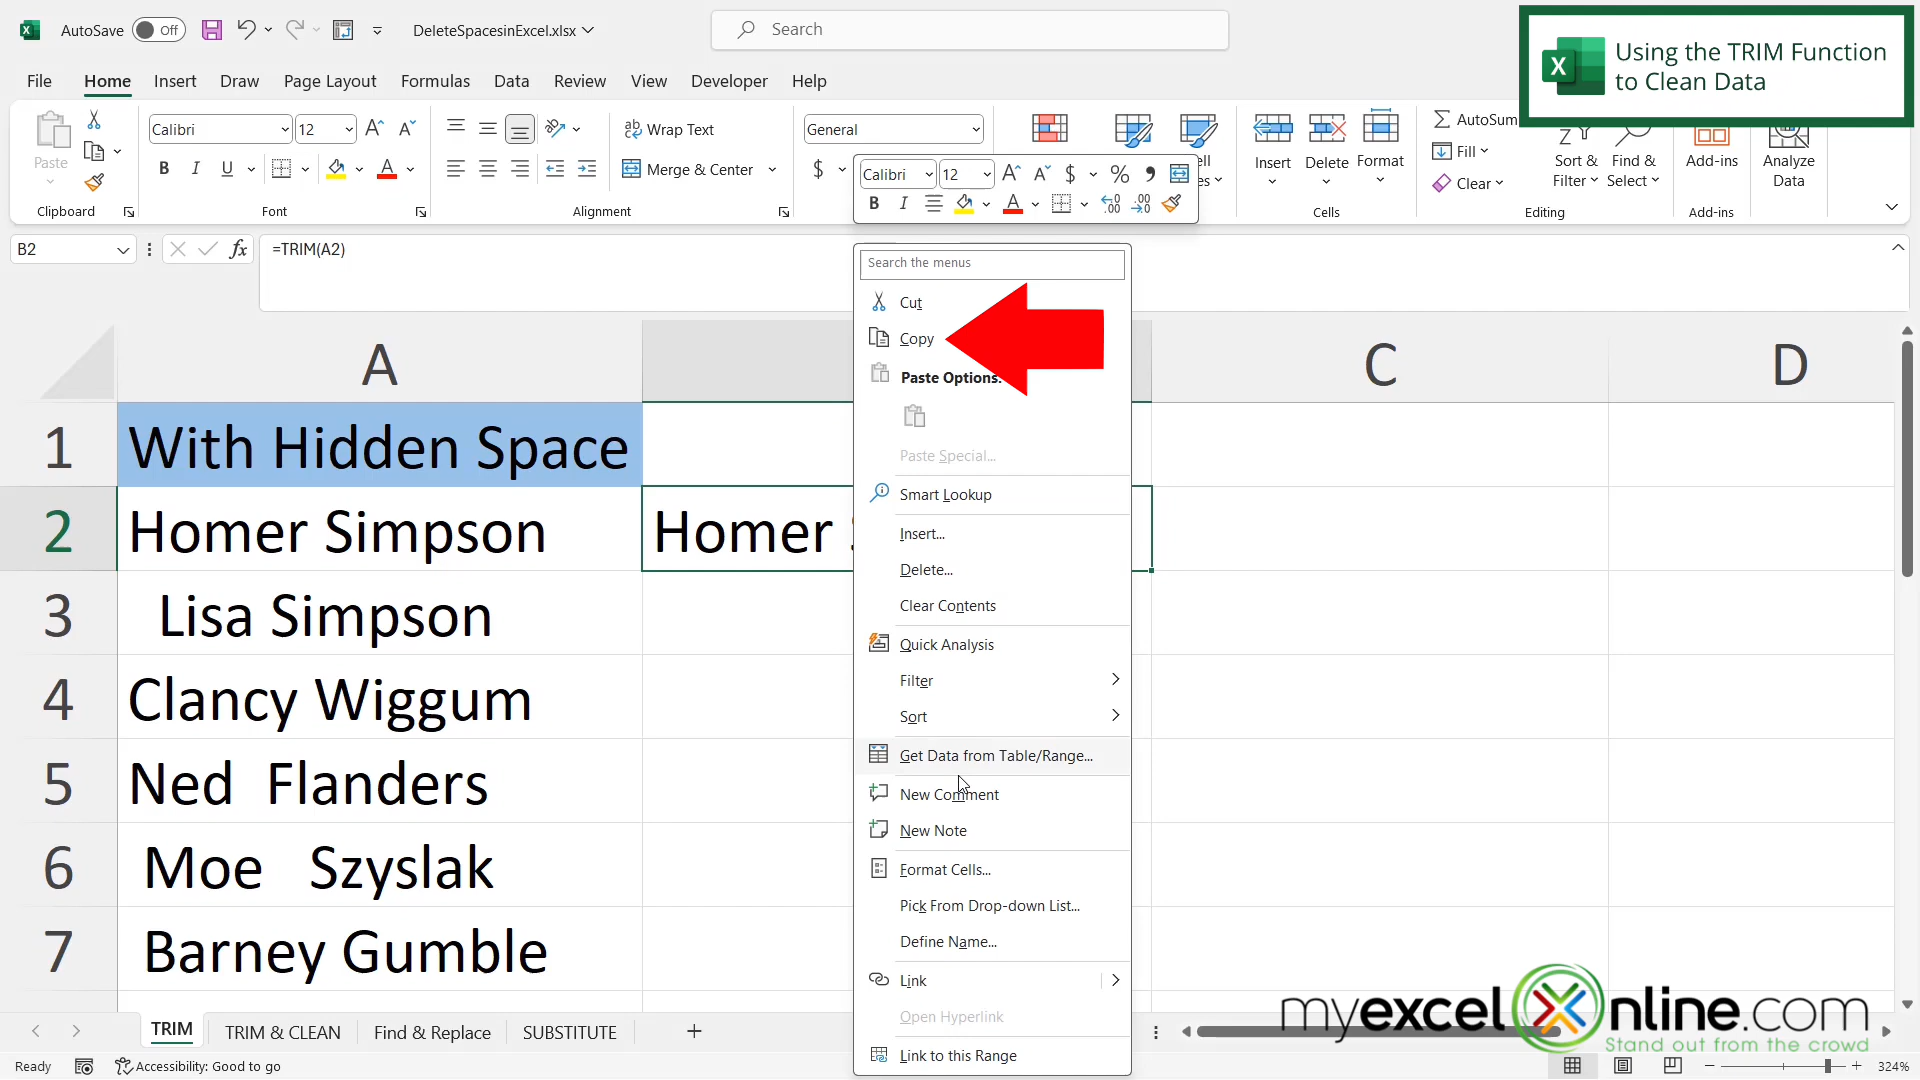 AutoSave Off DeleteSpacesinExcel.xlsx Search
Using the TRIM Function
to Clean Data
File Home Insert Draw Page Layout Formulas Data Review View Developer Help
Paste
Calibri 12
Wrap Text
General
Insert Delete Format
AutoSum
Fill
Clear
Sort &
Filter
Find &
Select
Add-ins
Analyze
Data
B I U
Merge & Center
$
Calibri 12 $ % ,
B I
Clipboard Font Alignment Cells Editing Add-ins
B2 fx =TRIM(A2)
Search the menus
Cut
Copy
Paste Options:
Paste Special...
Smart Lookup
Insert...
Delete...
Clear Contents
Quick Analysis
Filter
Sort
Get Data from Table/Range...
New Comment
New Note
Format Cells...
Pick From Drop-down List...
Define Name...
Link
Open Hyperlink
Link to this Range
A C D
1 With Hidden Space
2 Homer Simpson Homer
3 Lisa Simpson
4 Clancy Wiggum
5 Ned  Flanders
6 Moe   Szyslak
7 Barney Gumble
myexcelonline.com
Stand out from the crowd
TRIM TRIM & CLEAN Find & Replace SUBSTITUTE
Ready Accessibility: Good to go 324%